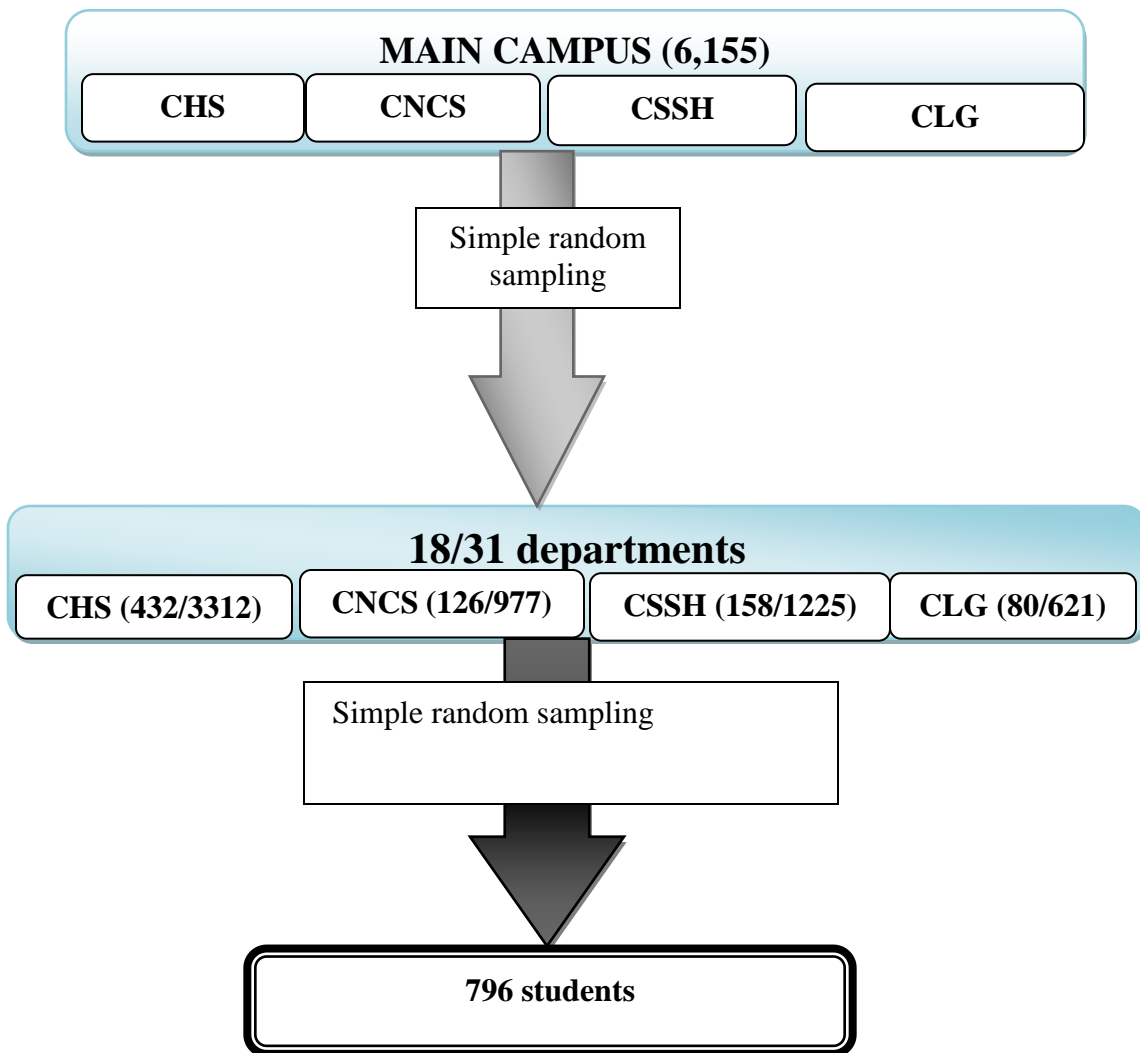 MAIN CAMPUS (6,155)
CHS
CNCS
CSSH
CLG
Simple random
sampling
18/31 departments
CHS (432/3312)
CNCS (126/977)
CSSH (158/1225)
CLG (80/621)
Simple random sampling
796 students